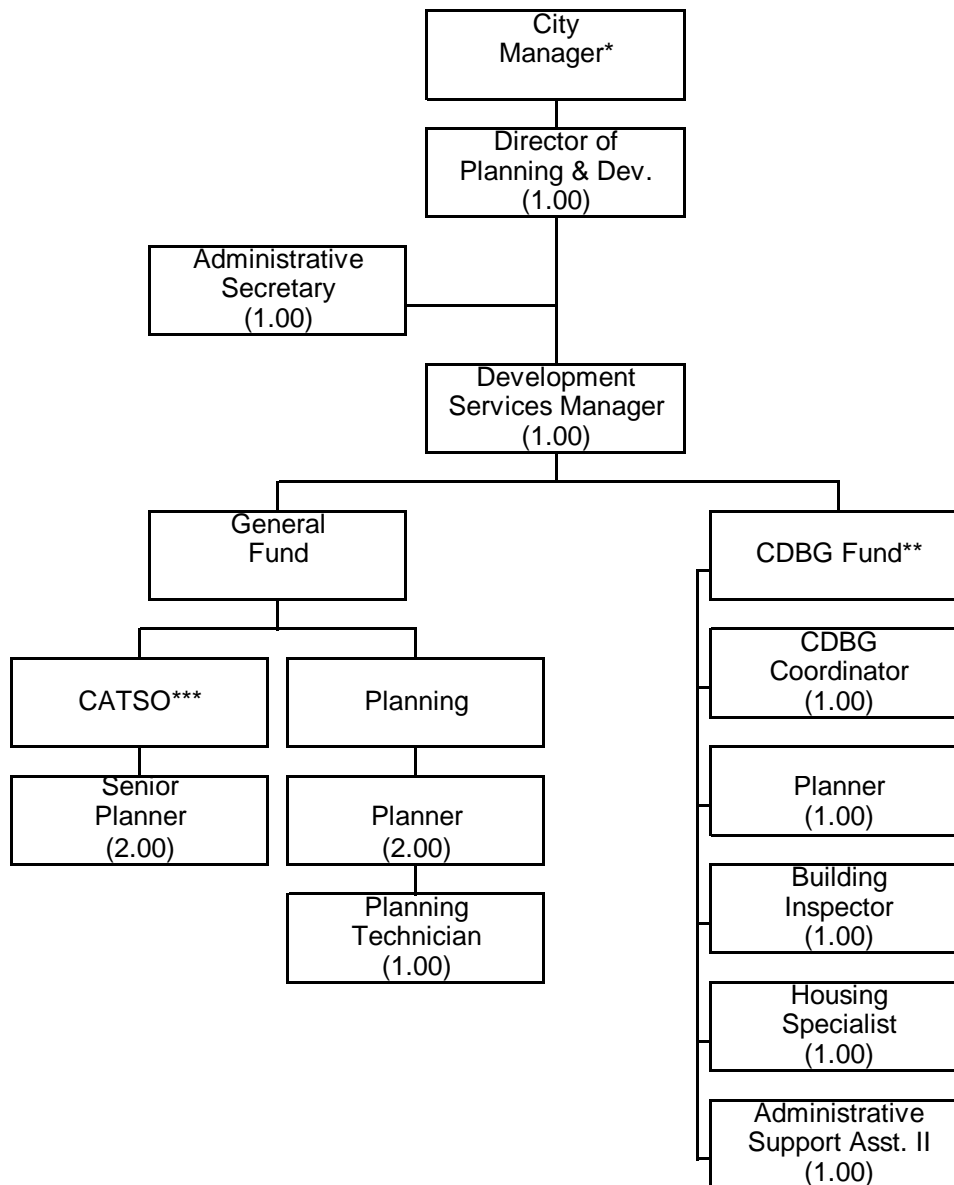 City
Manager*
Director of
Planning & Dev.
(1.00)
Administrative
Secretary
(1.00)
Development
Services Manager
(1.00)
General
Fund
CDBG Fund**
CATSO***
Planning
Senior
Planner
(2.00)
Planner
(2.00)
Planning
Technician
(1.00)
CDBG
Coordinator
(1.00)
Planner
(1.00)
Building
Inspector
(1.00)
Housing
Specialist
(1.00)
Administrative
Support Asst. II
(1.00)